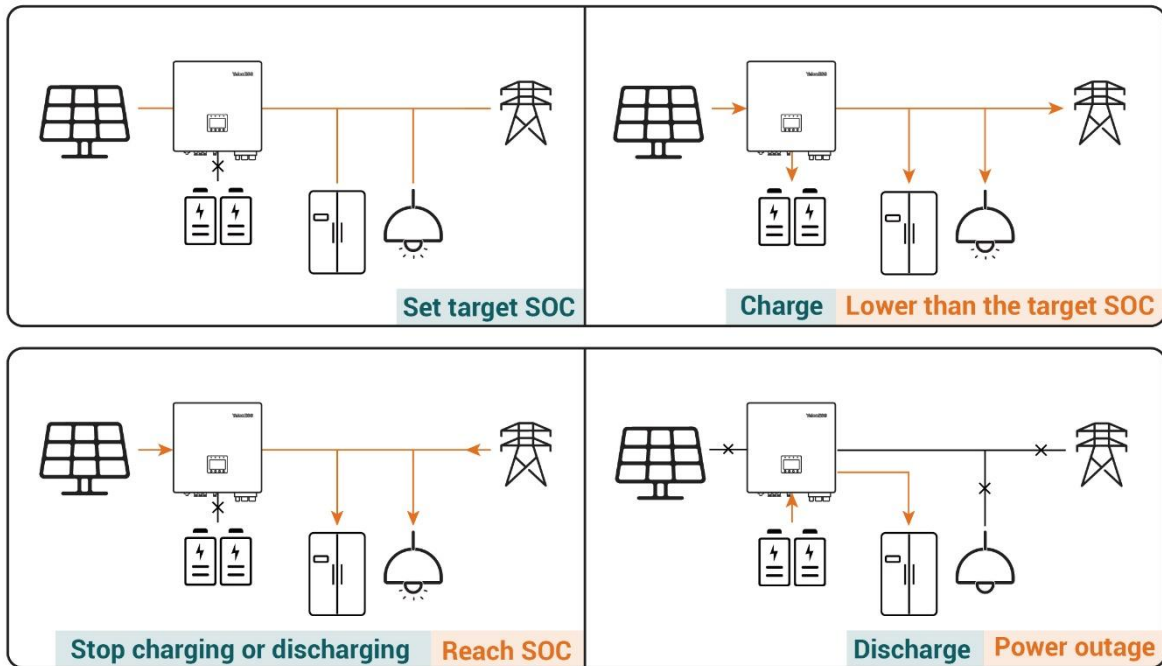 Set target SOC
Charge Lower than the target SOC
Stop charging or discharging Reach SOC
Discharge Power outage